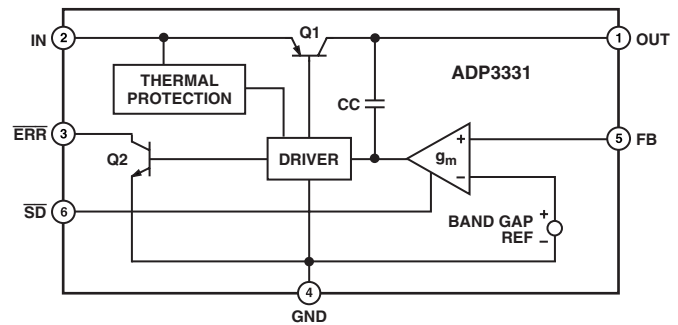 Q1
IN 2
1 OUT
THERMAL
PROTECTION
ADP3331
CC
ERR 3
5 FB
Q2
DRIVER
gm
+
−
SD 6
BAND GAP
REF
+
−
4
GND